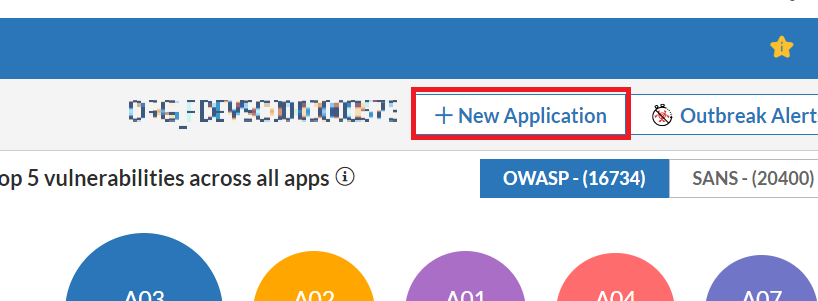 + New Application
Outbreak Alert
op 5 vulnerabilities across all apps
OWASP - (16734)
SANS - (20400)
A03
A02
A01
A04
A07